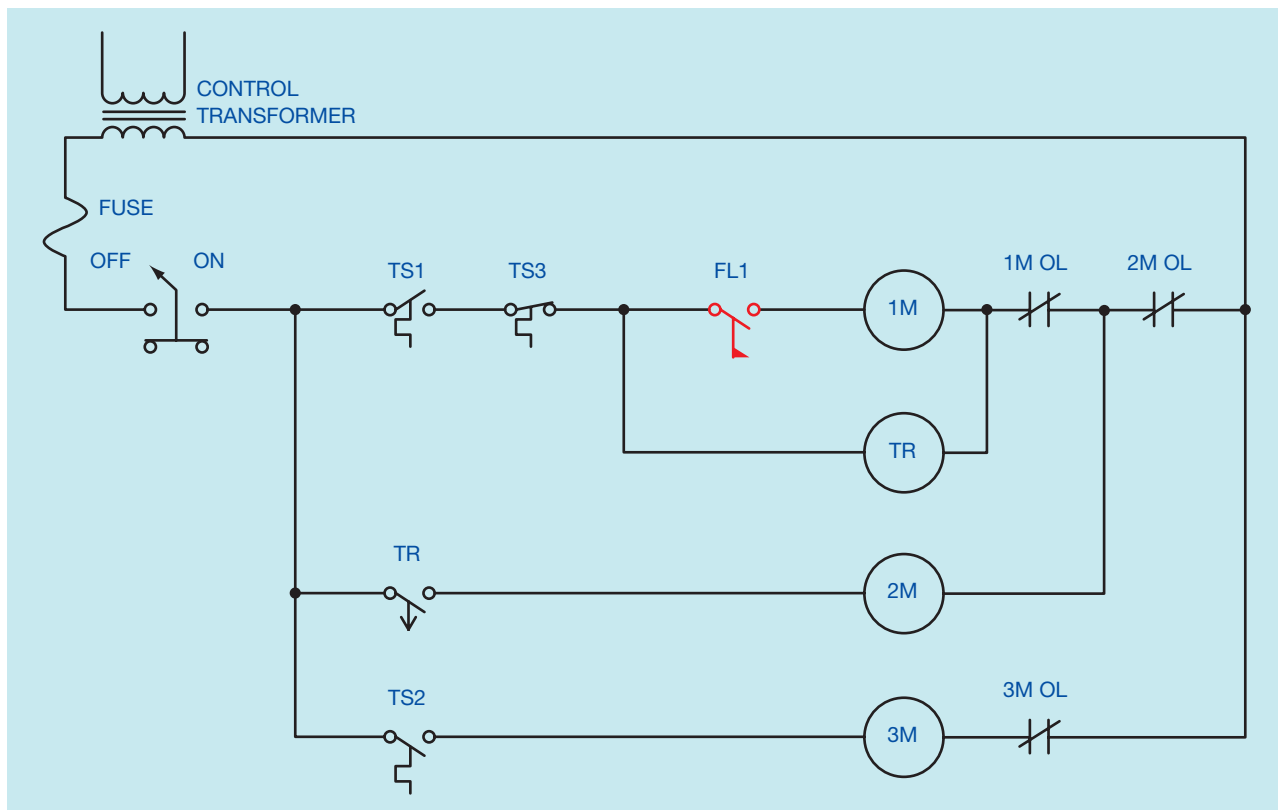 CONTROL
TRANSFORMER
FUSE
OFF ON
TS1 TS3 FL1 1M OL 2M OL
1M
TR
TR
2M
TS2 3M OL
3M